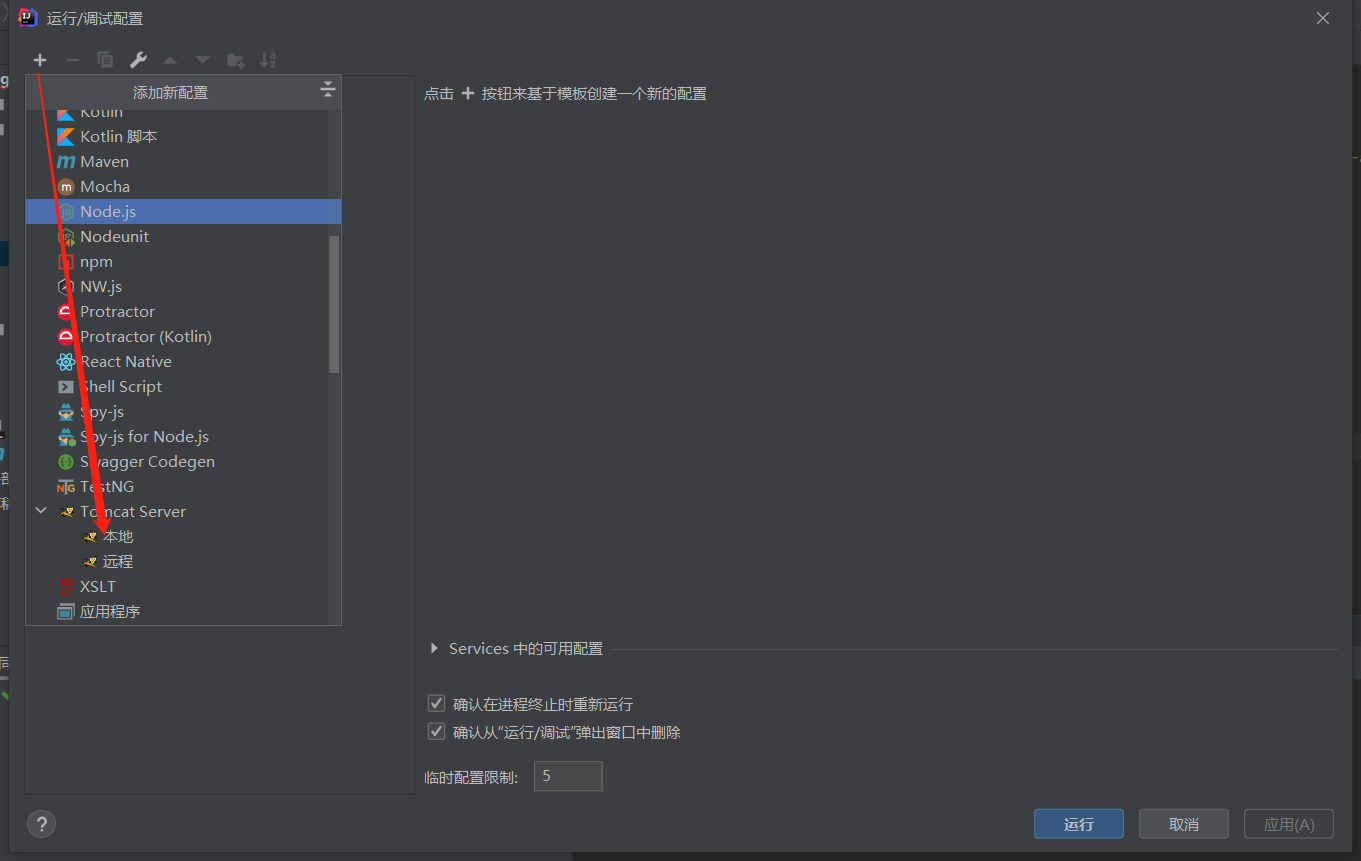 运行/调试配置
添加新配置
点击 + 按钮来基于模板创建一个新的配置
Kotlin
Kotlin 脚本
Maven
Mocha
Node.js
Nodeunit
npm
NW.js
Protractor
Protractor (Kotlin)
React Native
Shell Script
Spy-js
Spy-js for Node.js
Swagger Codegen
TestNG
Tomcat Server
本地
远程
XSLT
应用程序
Services 中的可用配置
确认在进程终止时重新运行
确认从“运行/调试”弹出窗口中删除
临时配置限制:
5
?
运行
取消
应用(A)